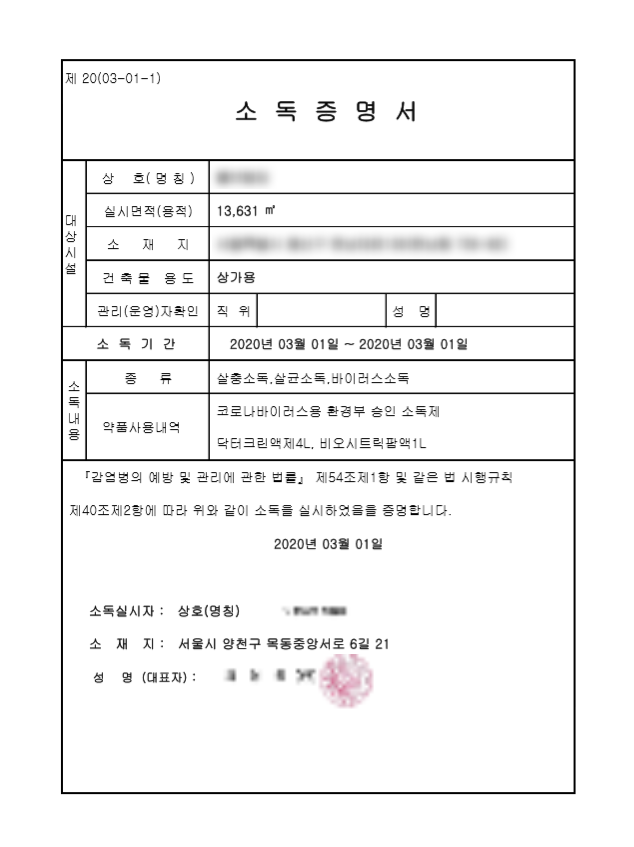 제 20(03-01-1)
소 독 증 명 서
대상시설
상 호(명칭)
실시면적(용적) 13,631 ㎡
소 재 지
건축물 용도 상가용
관리(운영)자확인 직 위 성 명
소 독 기 간 2020년 03월 01일 ~ 2020년 03월 01일
소독내용
종 류 살충소독,살균소독,바이러스소독
약품사용내역
코로나바이러스용 환경부 승인 소독제
닥터크린액제4L, 비오시트릭팜액1L
『감염병의 예방 및 관리에 관한 법률』 제54조제1항 및 같은 법 시행규칙
제40조제2항에 따라 위와 같이 소독을 실시하였음을 증명합니다.
2020년 03월 01일
소독실시자 : 상호(명칭)
소 재 지 : 서울시 양천구 목동중앙서로 6길 21
성 명 (대표자) :